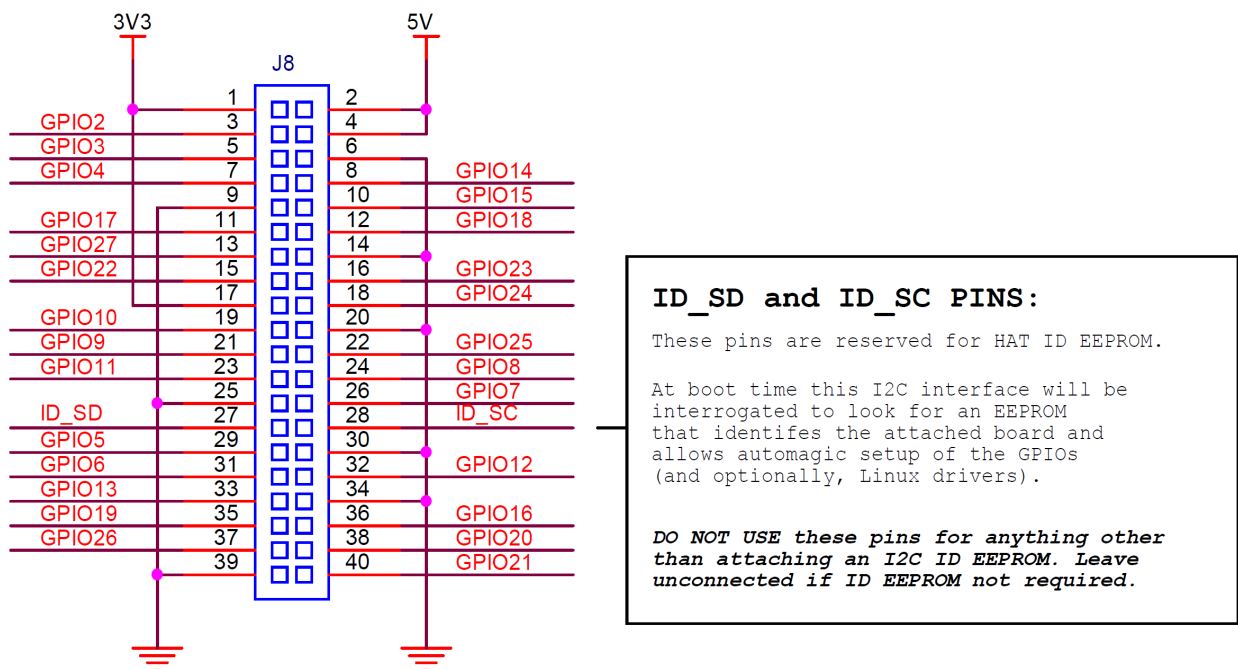 3V3 5V
J8
1 2
GPIO2 3 4
GPIO3 5 6
GPIO4 7 8 GPIO14
9 10 GPIO15
GPIO17 11 12 GPIO18
GPIO27 13 14
GPIO22 15 16 GPIO23
17 18 GPIO24
GPIO10 19 20
GPIO9 21 22 GPIO25
GPIO11 23 24 GPIO8
25 26 GPIO7
ID_SD 27 28 ID_SC
GPIO5 29 30
GPIO6 31 32 GPIO12
GPIO13 33 34
GPIO19 35 36 GPIO16
GPIO26 37 38 GPIO20
39 40 GPIO21
ID_SD and ID_SC PINS:
These pins are reserved for HAT ID EEPROM.
At boot time this I2C interface will be
interrogated to look for an EEPROM
that identifes the attached board and
allows automagic setup of the GPIOs
(and optionally, Linux drivers).
DO NOT USE these pins for anything other
than attaching an I2C ID EEPROM. Leave
unconnected if ID EEPROM not required.